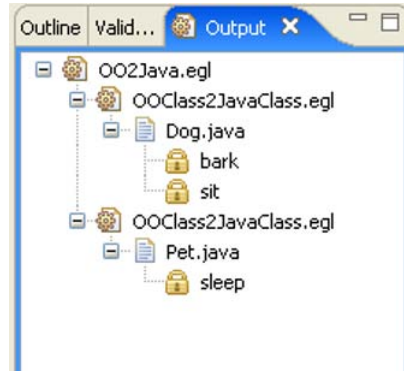 Outline Valid... Output
OO2Java.egl
OOClass2JavaClass.egl
Dog.java
bark
sit
OOClass2JavaClass.egl
Pet.java
sleep